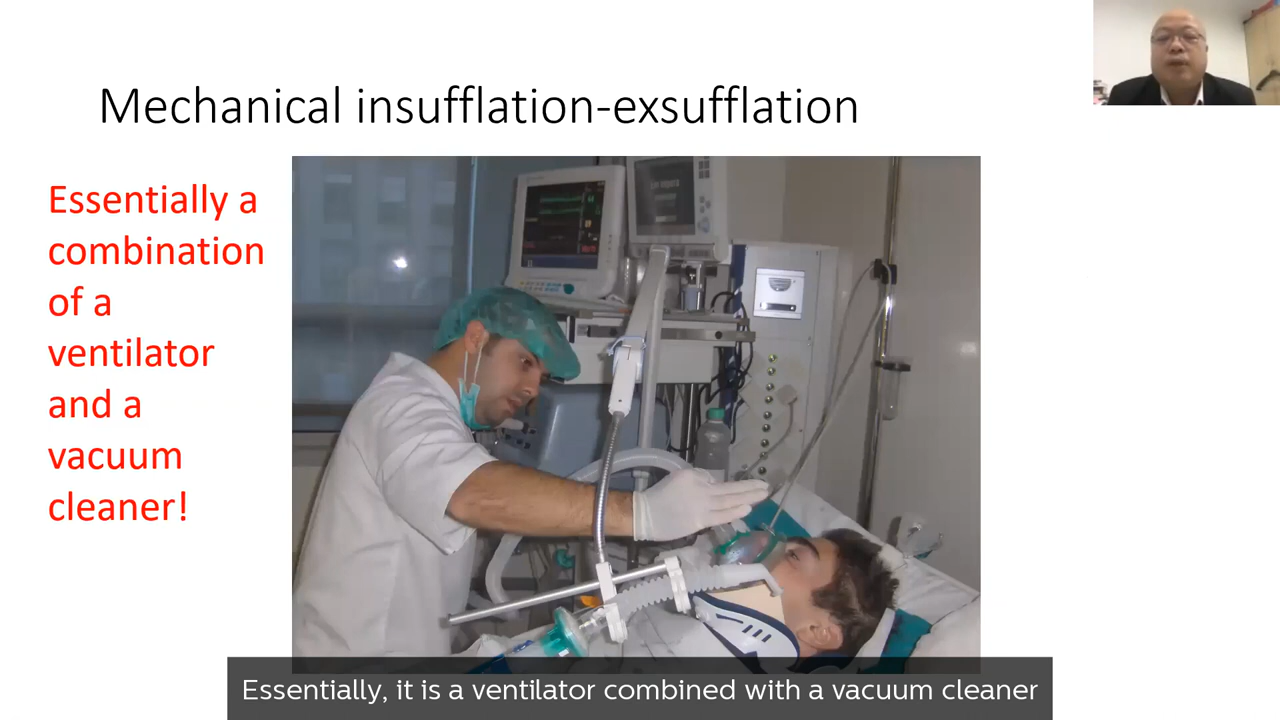 Mechanical insufflation-exsufflation
Essentially a
combination
of a
ventilator
and a
vacuum
cleaner!
Essentially, it is a ventilator combined with a vacuum cleaner